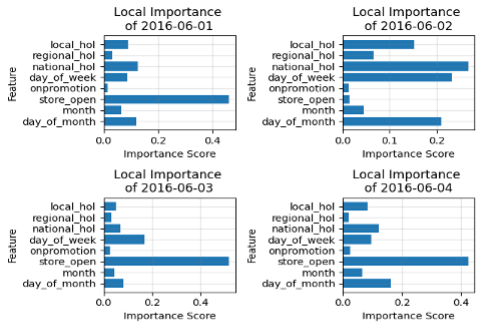 Local Importance
of 2016-06-01
Feature
local_hol
regional_hol
national_hol
day_of_week
onpromotion
store_open
month
day_of_month
0.0 0.2 0.4
Importance Score
Local Importance
of 2016-06-02
Feature
local_hol
regional_hol
national_hol
day_of_week
onpromotion
store_open
month
day_of_month
0.0 0.1 0.2
Importance Score
Local Importance
of 2016-06-03
Feature
local_hol
regional_hol
national_hol
day_of_week
onpromotion
store_open
month
day_of_month
0.0 0.2 0.4
Importance Score
Local Importance
of 2016-06-04
Feature
local_hol
regional_hol
national_hol
day_of_week
onpromotion
store_open
month
day_of_month
0.0 0.2 0.4
Importance Score